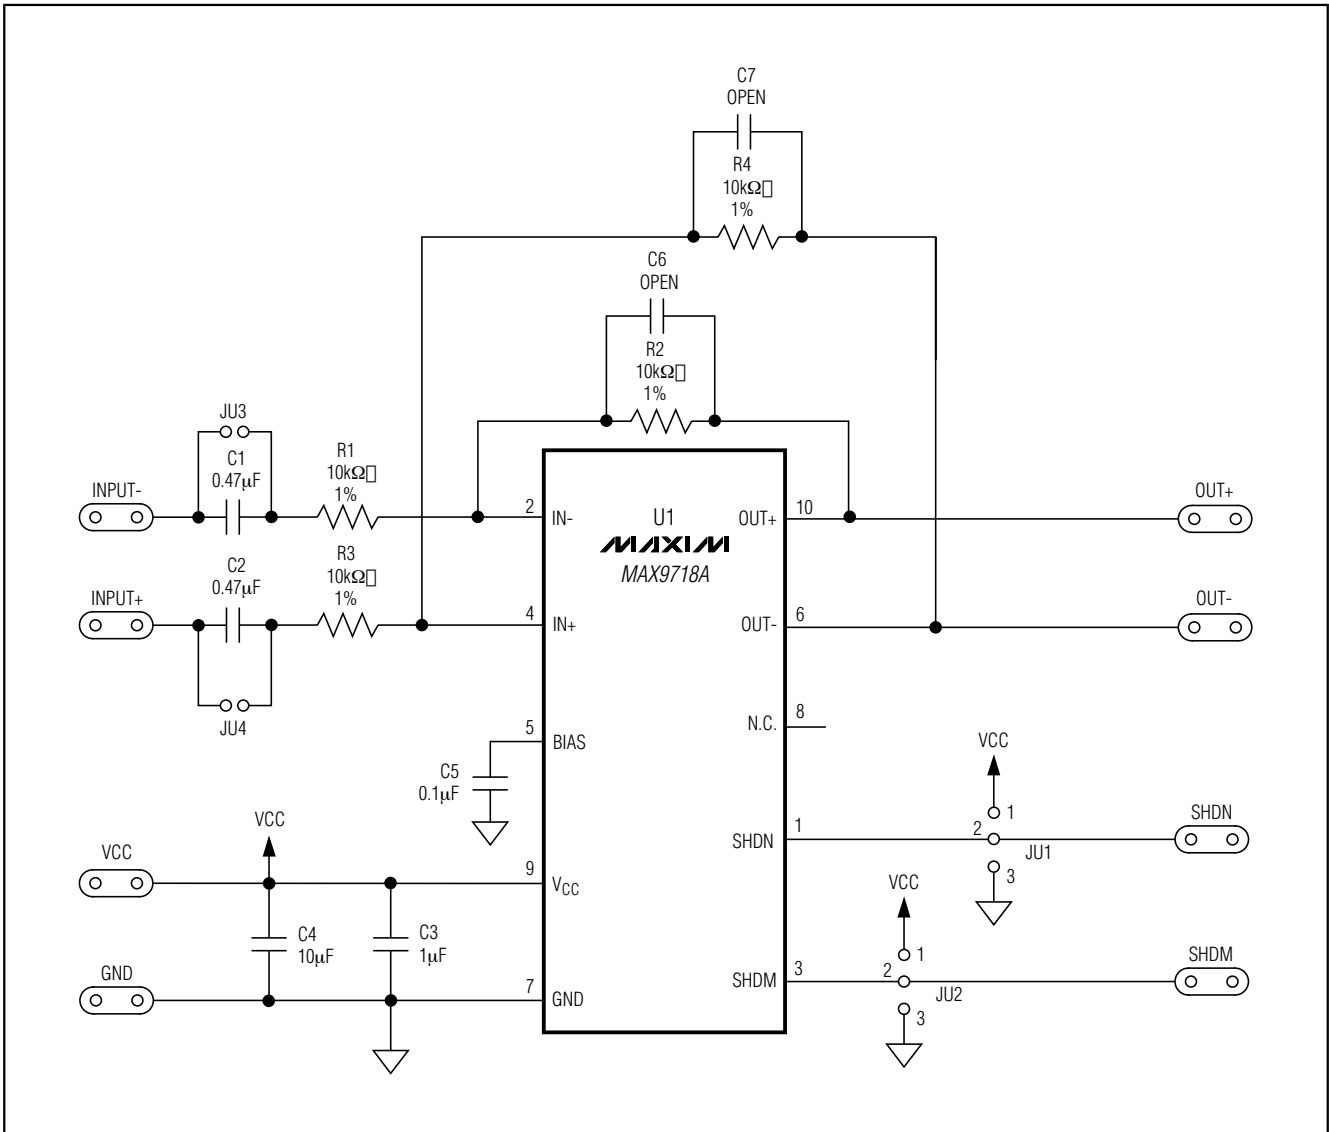 C7
OPEN
R4
10kΩ
1%
C6
OPEN
R2
10kΩ
1%
JU3
C1
0.47µF
R1
10kΩ
1%
INPUT-
2
IN-
U1
MAXIM
MAX9718A
OUT+
10
OUT+
C2
0.47µF
R3
10kΩ
1%
INPUT+
4
IN+
OUT-
6
OUT-
JU4
N.C.
8
5
BIAS
C5
0.1µF
VCC
1
SHDN
1
2
JU1
3
SHDN
VCC
VCC
9
VCC
VCC
C4
10µF
C3
1µF
1
SHDM
3
2
JU2
3
SHDM
GND
7
GND